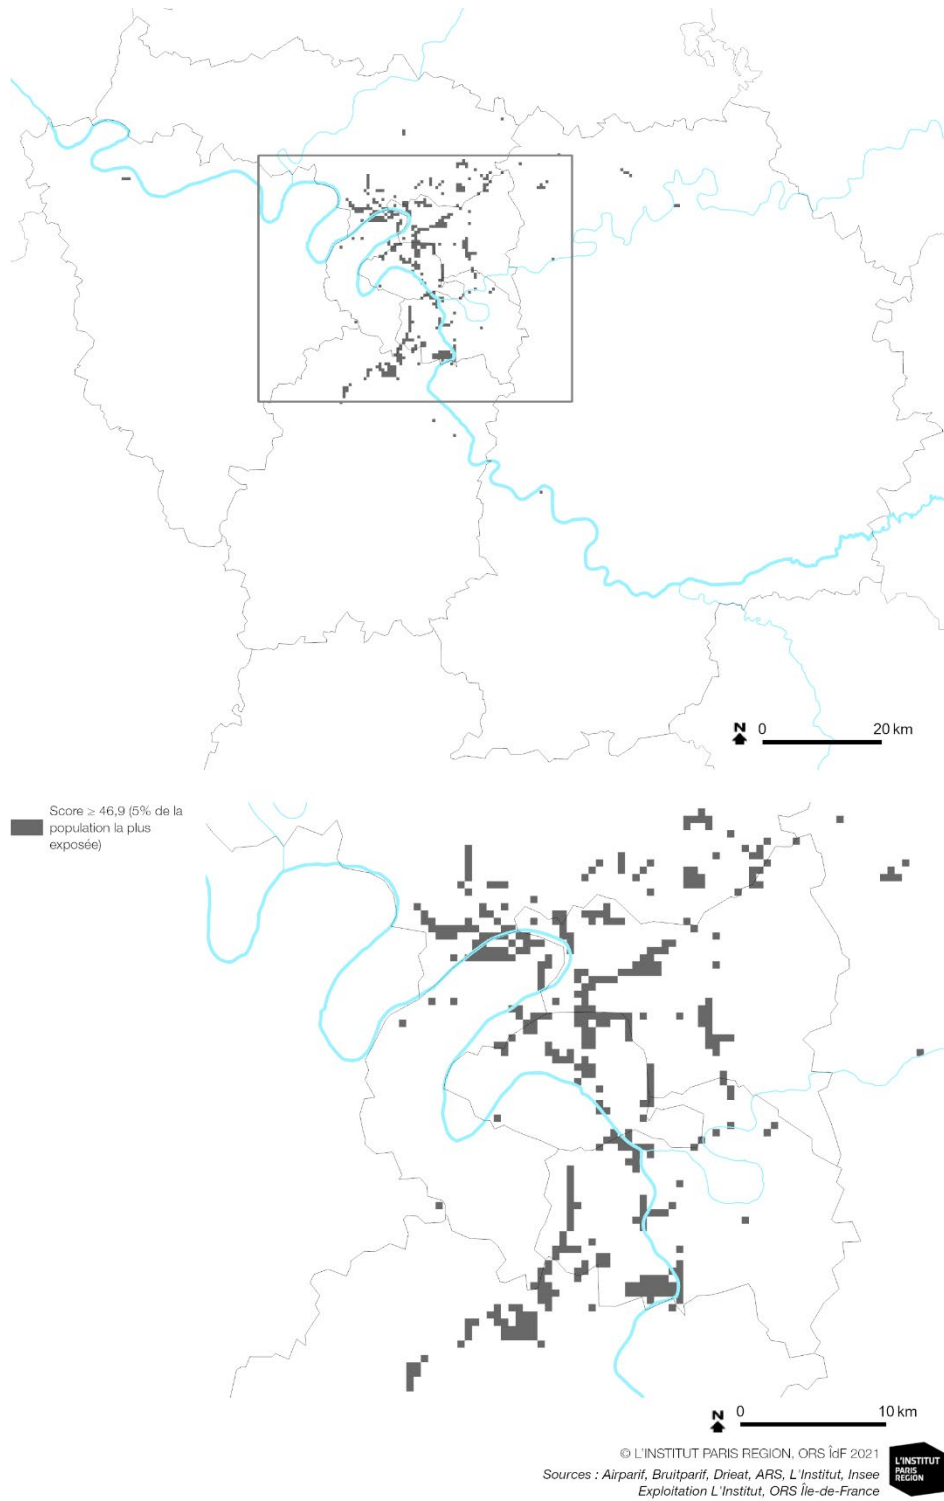 N 0 20 km
Score ≥ 46,9 (5% de la
population la plus
exposée)
N 0 10 km
© L'INSTITUT PARIS REGION, ORS ÎdF 2021
Sources : Airparif, Bruitparif, Drieat, ARS, L'Institut, Insee
Exploitation L'Institut, ORS Île-de-France
L'INSTITUT
PARIS
REGION